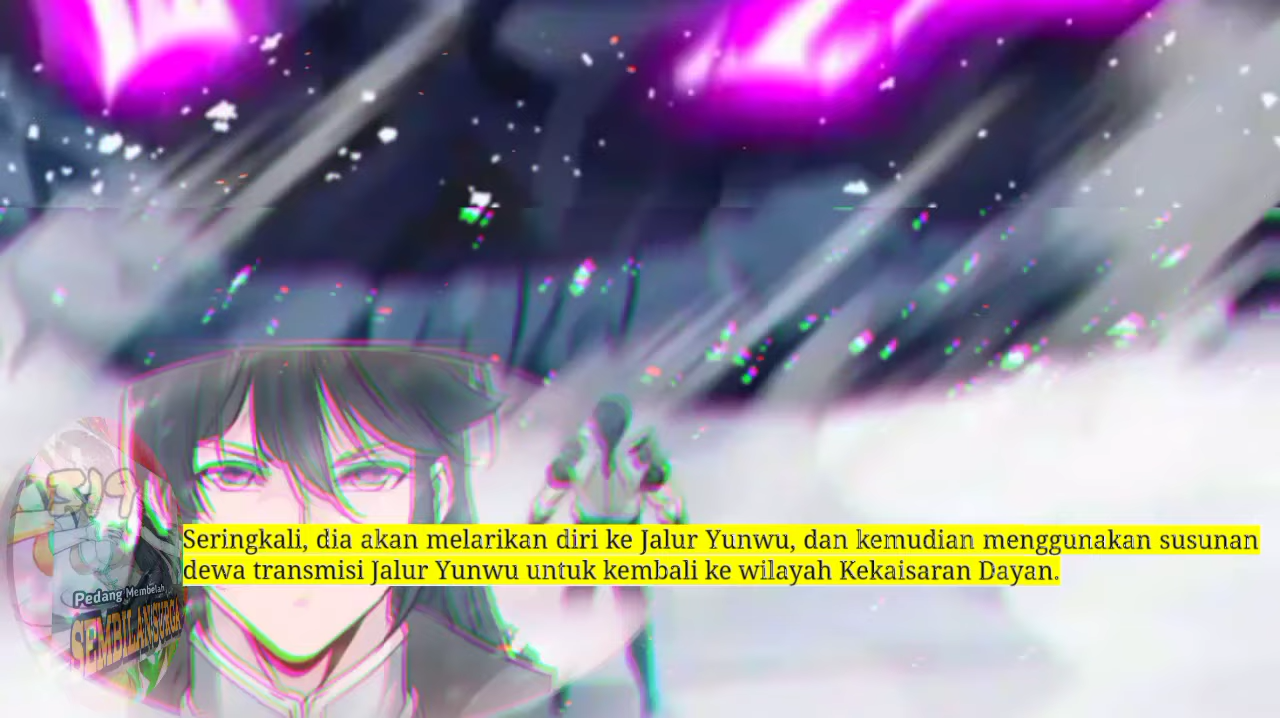 319
Pedang Membelah
SEMBILAN SURGA
Seringkali, dia akan melarikan diri ke Jalur Yunwu, dan kemudian menggunakan susunan
dewa transmisi Jalur Yunwu untuk kembali ke wilayah Kekaisaran Dayan.